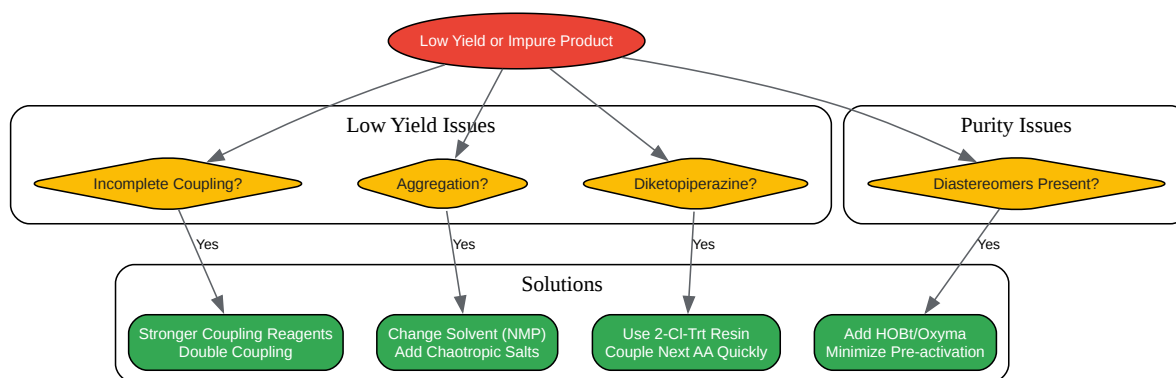 Low Yield or Impure Product
Low Yield Issues
Purity Issues
Incomplete Coupling?
Aggregation?
Diketopiperazine?
Diastereomers Present?
Yes
Yes
Yes
Yes
Solutions
Stronger Coupling Reagents
Double Coupling
Change Solvent (NMP)
Add Chaotropic Salts
Use 2-Cl-Trt Resin
Couple Next AA Quickly
Add HOBt/Oxyma
Minimize Pre-activation